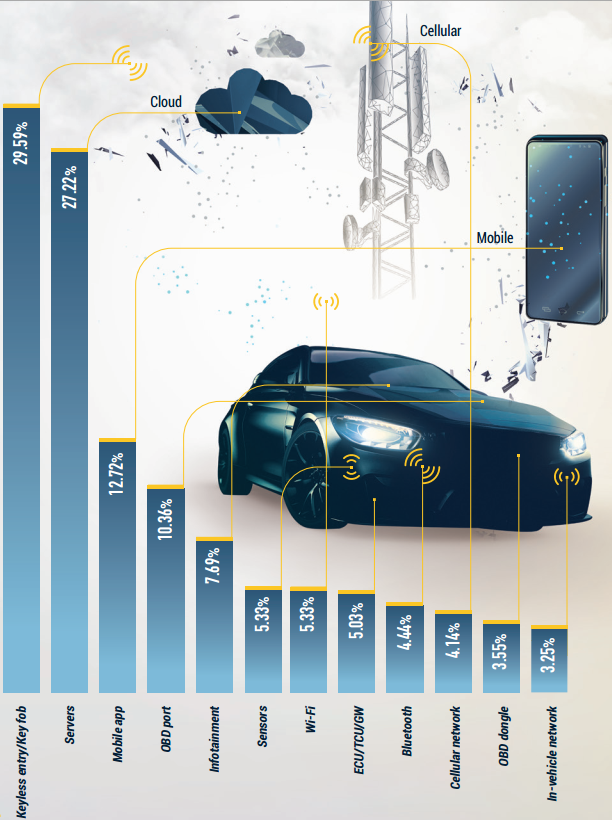 Cellular
Cloud
Mobile
29.59%
27.22%
12.72%
10.36%
7.69%
5.33%
5.33%
5.03%
4.44%
4.14%
3.55%
3.25%
Keyless entry/Key fob
Servers
Mobile app
OBD port
Infotainment
Sensors
Wi-Fi
ECU/TCU/GW
Bluetooth
Cellular network
OBD dongle
In-vehicle network